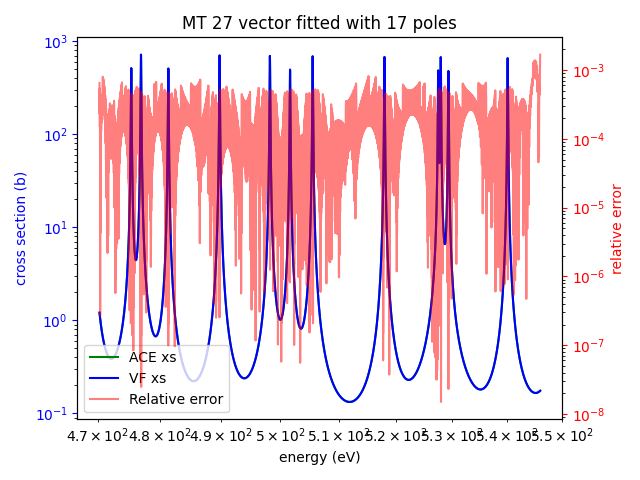 MT 27 vector fitted with 17 poles
10³
10²
10¹
10⁰
10⁻¹
cross section (b)
10⁻³
10⁻⁴
10⁻⁵
10⁻⁶
10⁻⁷
10⁻⁸
relative error
ACE xs
VF xs
Relative error
4.7 × 10² 4.8 × 10² 4.9 × 10² 5 × 10² 5.1 × 10² 5.2 × 10² 5.3 × 10² 5.4 × 10² 5.5 × 10²
energy (eV)